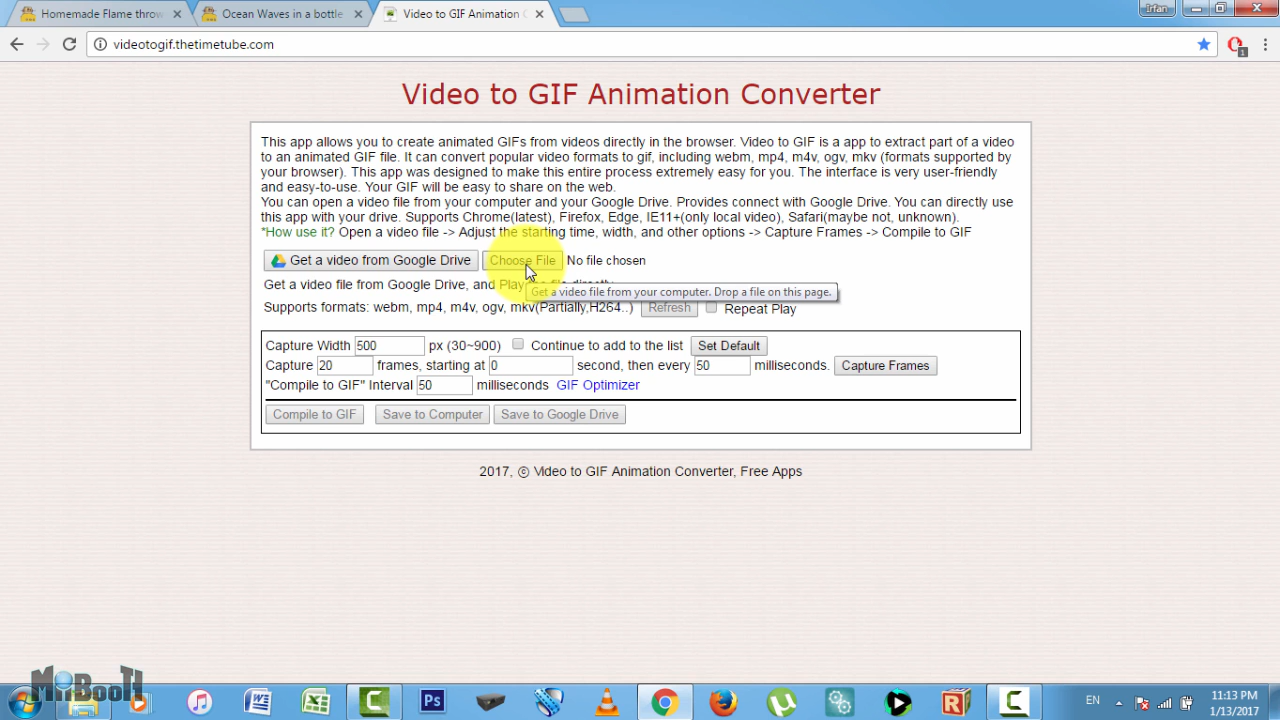 Homemade Flame throw
Ocean Waves in a bottle
Video to GIF Animation C
irfan
videotogif.thetimetube.com
1
Video to GIF Animation Converter
This app allows you to create animated GIFs from videos directly in the browser. Video to GIF is a app to extract part of a video
to an animated GIF file. It can convert popular video formats to gif, including webm, mp4, m4v, ogv, mkv (formats supported by
your browser). This app was designed to make this entire process extremely easy for you. The interface is very user-friendly
and easy-to-use. Your GIF will be easy to share on the web.
You can open a video file from your computer and your Google Drive. Provides connect with Google Drive. You can directly use
this app with your drive. Supports Chrome(latest), Firefox, Edge, IE11+(only local video), Safari(maybe not, unknown).
*How use it? Open a video file -> Adjust the starting time, width, and other options -> Capture Frames -> Compile to GIF
Get a video from Google Drive Choose File No file chosen
Get a video file from Google Drive, and Play
Get a video file from your computer. Drop a file on this page.
Supports formats: webm, mp4, m4v, ogv, mkv(Partially,H264..) Refresh Repeat Play
Capture Width 500 px (30~900) Continue to add to the list Set Default
Capture 20 frames, starting at 0 second, then every 50 milliseconds. Capture Frames
"Compile to GIF" Interval 50 milliseconds GIF Optimizer
Compile to GIF Save to Computer Save to Google Drive
2017, ⓒ Video to GIF Animation Converter, Free Apps
MrBooTH
Ps
EN
11:13 PM
1/13/2017